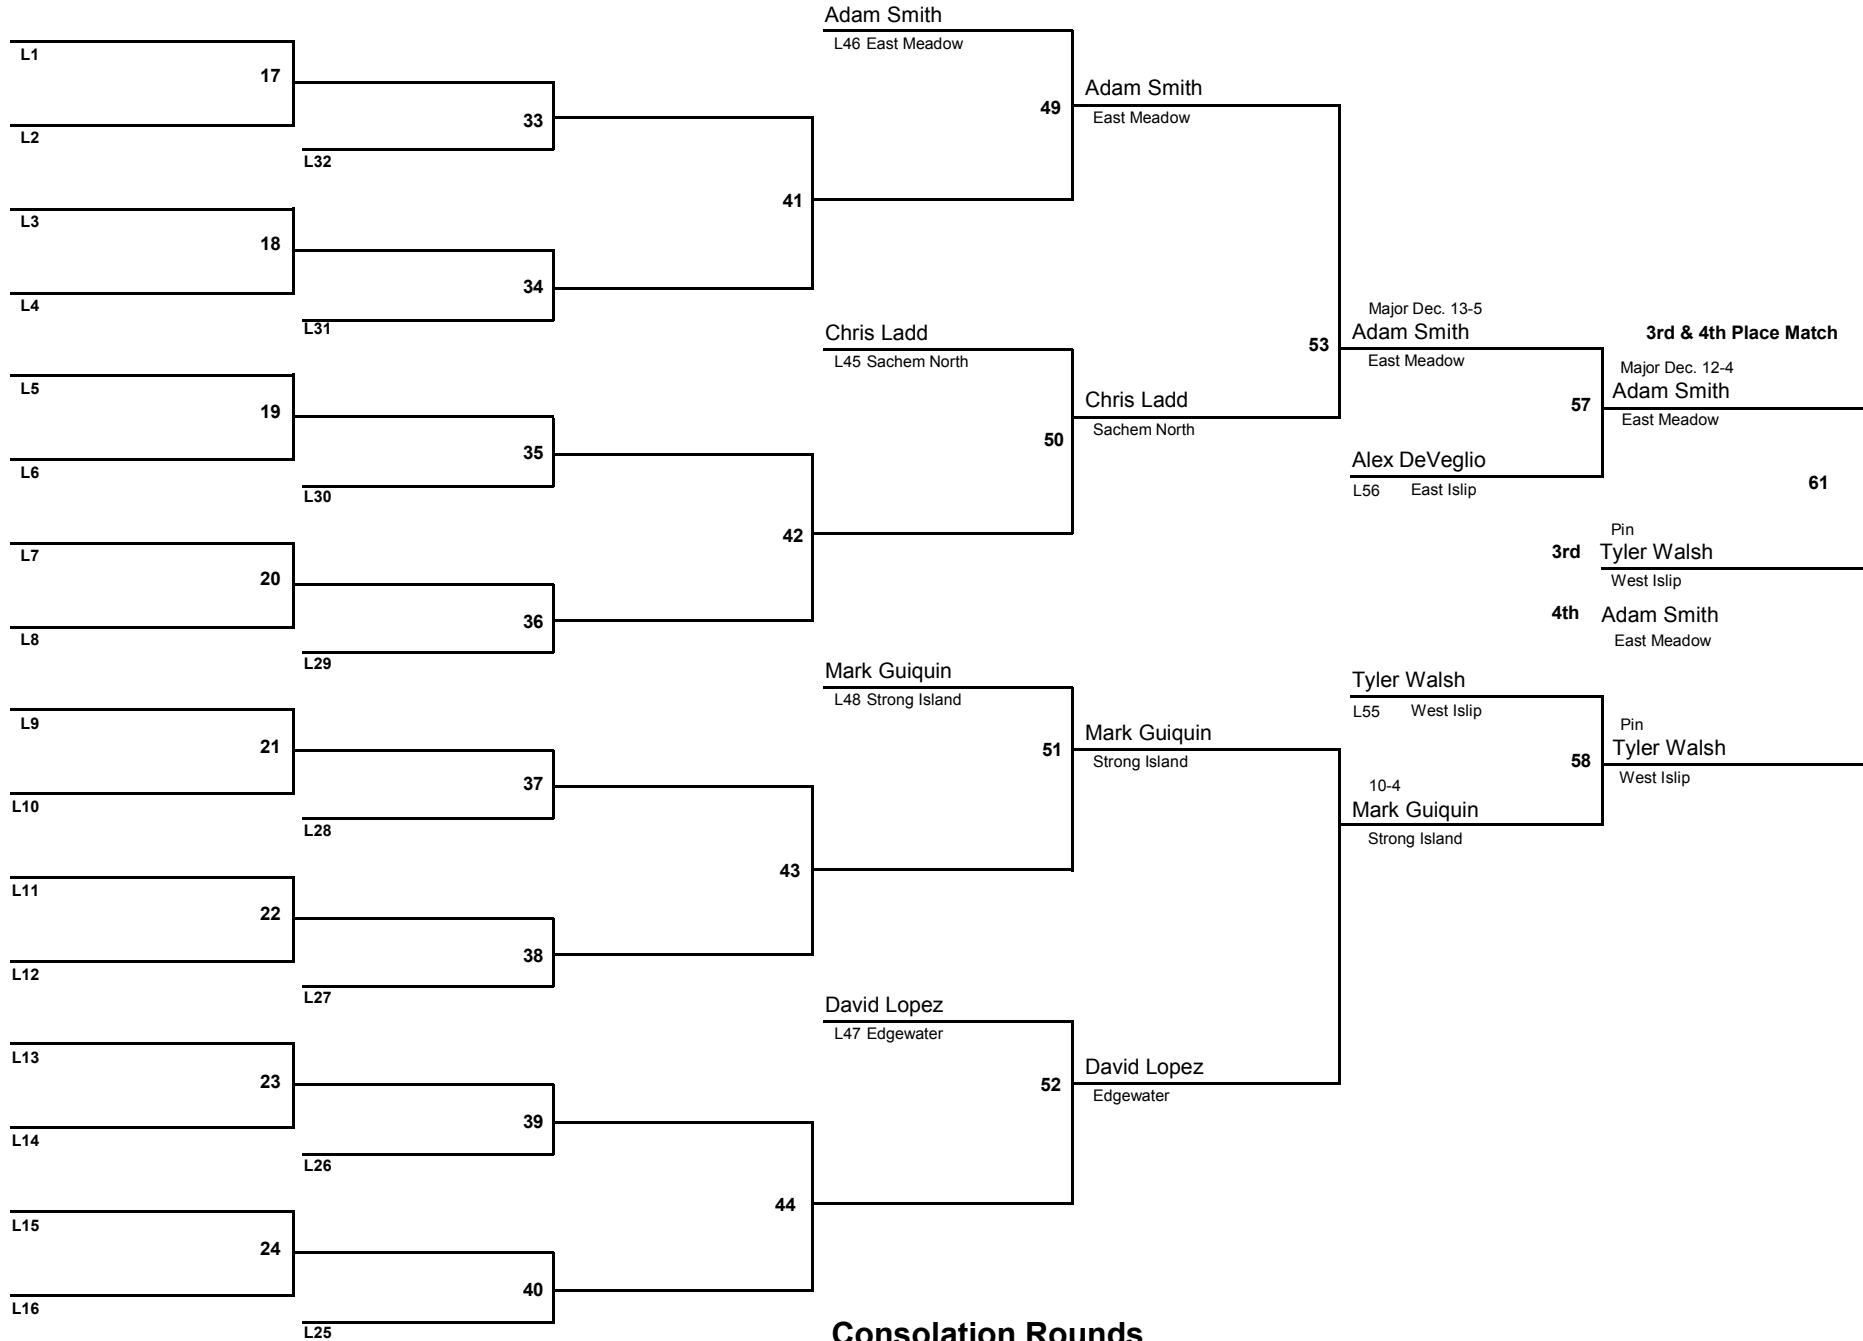 Adam Smith
L46 East Meadow
L1
17
L2
33
L32
49
Adam Smith
East Meadow
41
L3
18
L4
34
L31
Chris Ladd
L45 Sachem North
50
Chris Ladd
Sachem North
53
Major Dec. 13-5
Adam Smith
East Meadow
3rd & 4th Place Match
Major Dec. 12-4
Adam Smith
East Meadow
57
Alex DeVeglio
L56 East Islip
61
L5
19
L6
35
L30
42
L7
20
L8
36
L29
Pin
3rd Tyler Walsh
West Islip
4th Adam Smith
East Meadow
Mark Guiquin
L48 Strong Island
51
Mark Guiquin
Strong Island
Tyler Walsh
L55 West Islip
58
Pin
Tyler Walsh
West Islip
10-4
Mark Guiquin
Strong Island
L9
21
L10
37
L28
43
L11
22
L12
38
L27
David Lopez
L47 Edgewater
52
David Lopez
Edgewater
L13
23
L14
39
L26
44
L15
24
L16
40
L25
Consolation Rounds